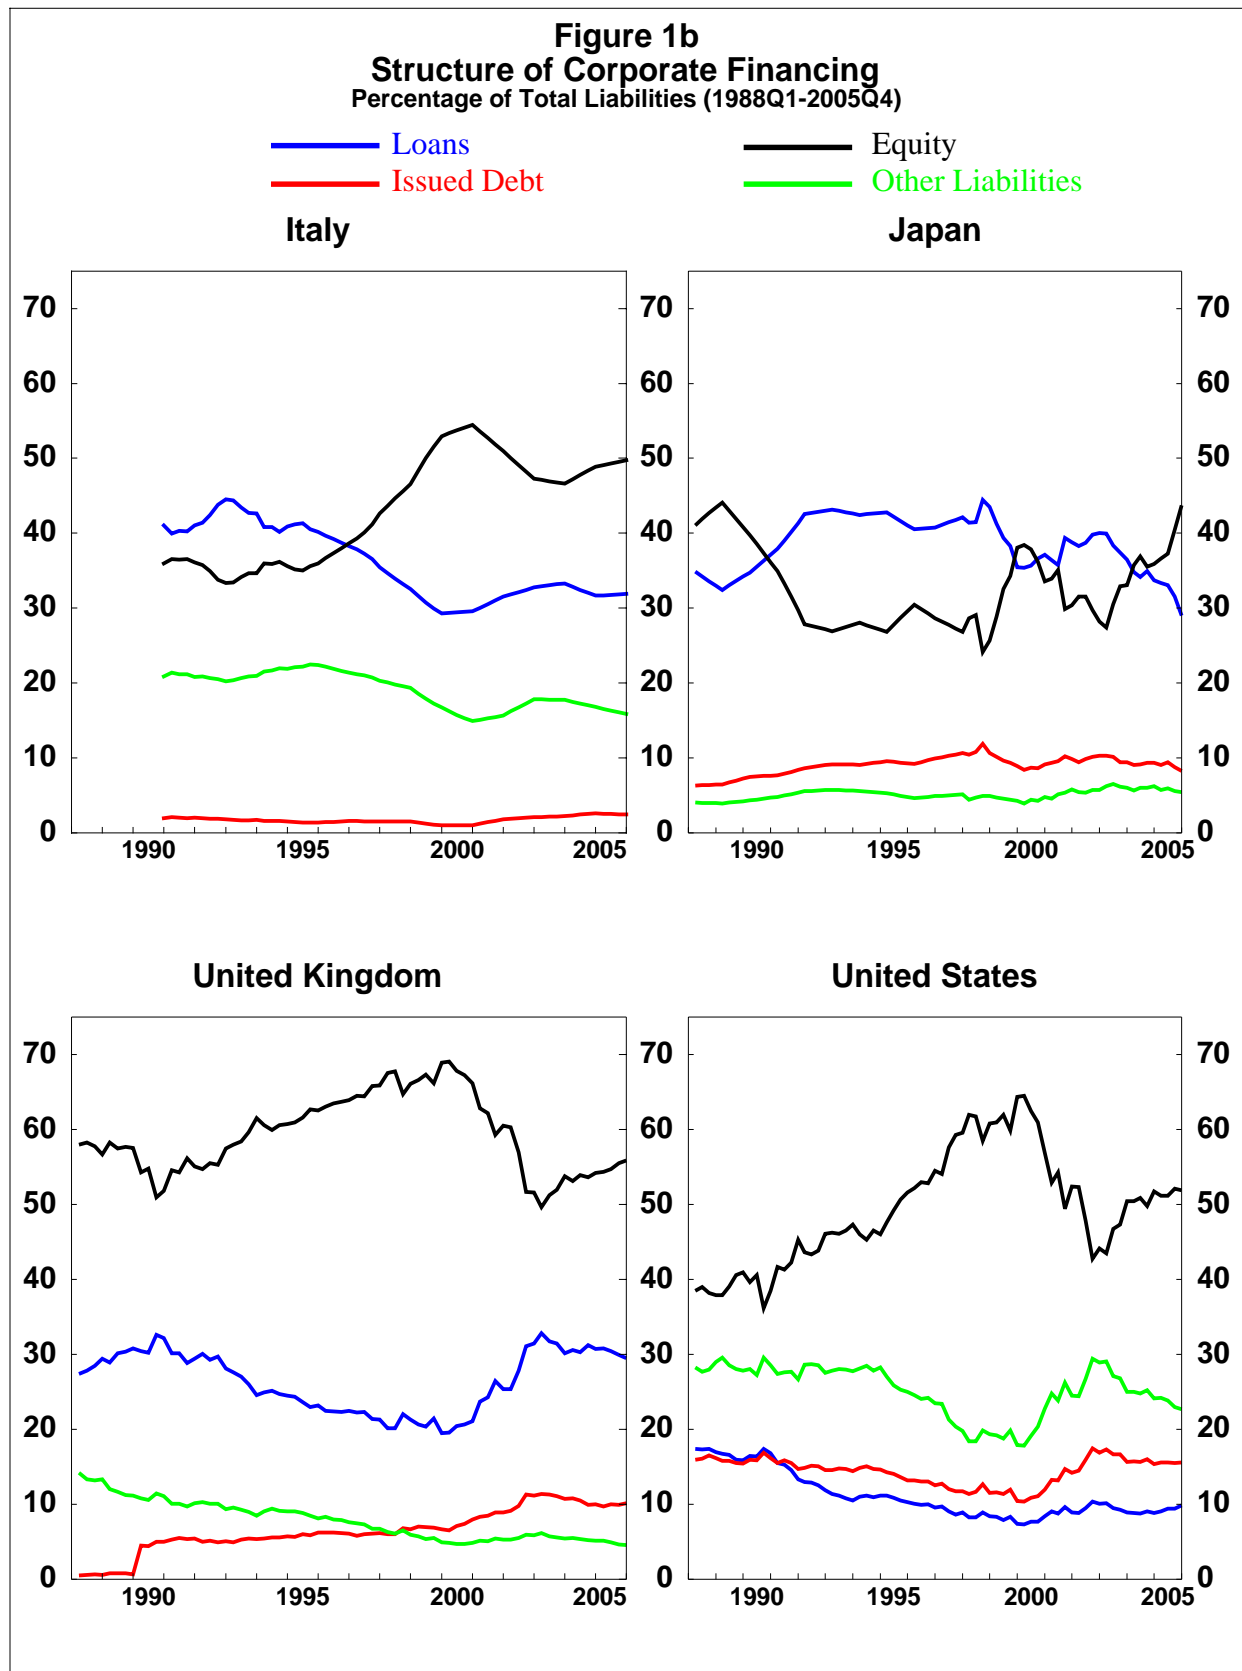 Figure 1b
Structure of Corporate Financing
Percentage of Total Liabilities (1988Q1-2005Q4)
Loans Equity
Issued Debt Other Liabilities
Italy Japan
70 70 70
60 60 60
50 50 50
40 40 40
30 30 30
20 20 20
10 10 10
0 0 0
1990 1995 2000 2005 1990 1995 2000 2005
United Kingdom United States
70 70 70
60 60 60
50 50 50
40 40 40
30 30 30
20 20 20
10 10 10
0 0 0
1990 1995 2000 2005 1990 1995 2000 2005